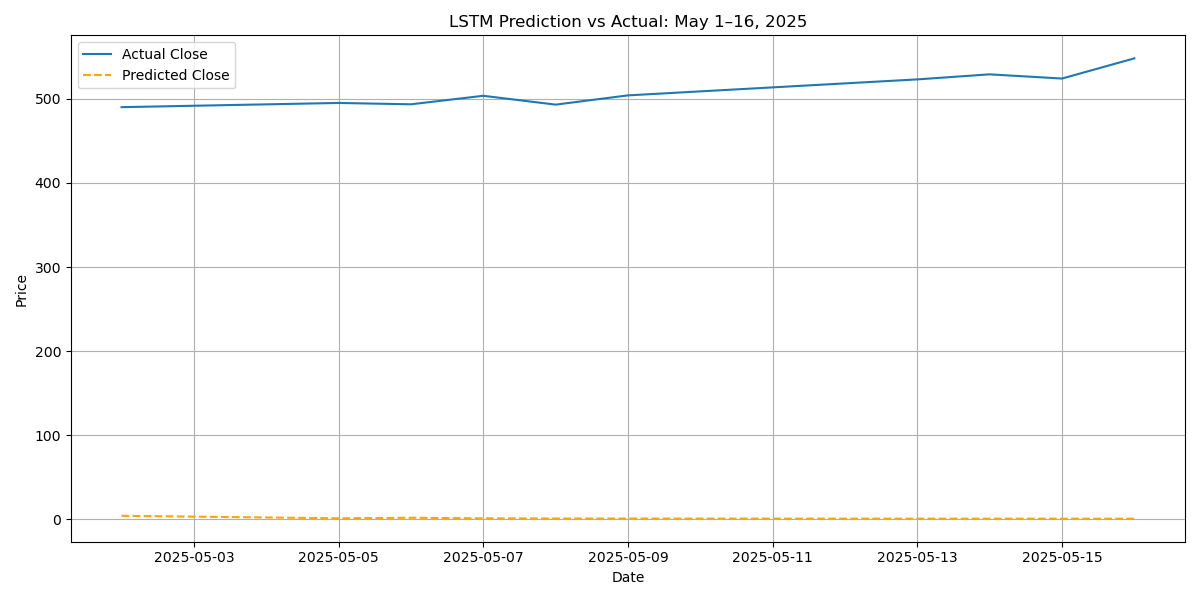 LSTM Prediction vs Actual: May 1–16, 2025
Actual Close
Predicted Close
500
400
300
200
100
0
Price
2025-05-03 2025-05-05 2025-05-07 2025-05-09 2025-05-11 2025-05-13 2025-05-15
Date